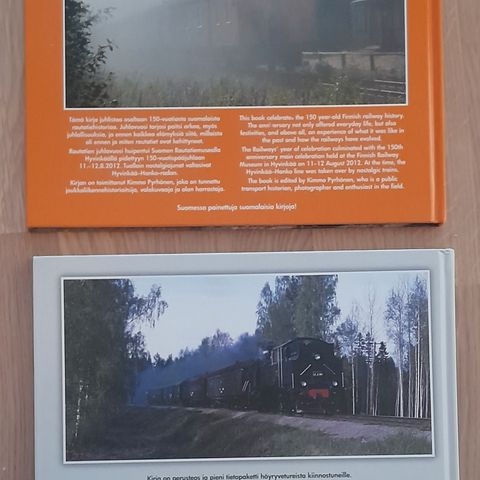 Tämä kirja juhlistaa osaltaan 150-vuotiasta suomalaista
rautatiehistoriaa. Juhlavuosi tarjosi paitsi arkea, myös
juhlallisuuksia, ja ennen kaikkea elämyksiä siitä, millaista
oli ennen ja miten rautatiet ovat kehittyneet.
Rautatien juhlavuosi huipentui Suomen Rautatiemuseolla
Hyvinkäällä pidettyyn 150-vuotispääjuhlaan
11.–12.8.2012. Tuolloin nostalgiajunat valtasivat
Hyvinkää–Hanko-radan.
Kirjan on toimittanut Kimmo Pyrhönen, joka on tunnettu
joukkoliikennehistorioitsija, valokuvaaja ja alan harrastaja.
This book celebrates the 150 year-old Finnish railway history.
The anniversary not only offered everyday life, but also
festivities, and above all, an experience of what it was like in
the past and how the railways have evolved.
The Railways' year of celebration culminated with the 150th
anniversary main celebration held at the Finnish Railway
Museum in Hyvinkää on 11–12 August 2012. At the time, the
Hyvinkää–Hanko line was taken over by nostalgic trains.
The book is edited by Kimmo Pyrhönen, who is a public
transport historian, photographer and enthusiast in the field.
Suomessa painettuja suomalaisia kirjoja!
Kirja on perusteos ja pieni tietopaketti höyryvetureista kiinnostuneille.